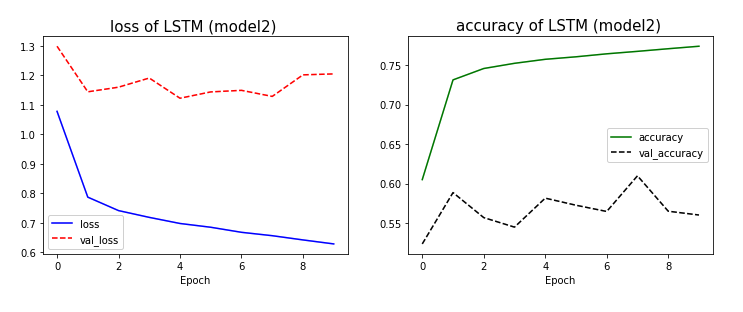 loss of LSTM (model2)
1.3
1.2
1.1
1.0
0.9
0.8
0.7
0.6
loss
val_loss
0 2 4 6 8
Epoch
accuracy of LSTM (model2)
0.75
0.70
0.65
0.60
0.55
accuracy
val_accuracy
0 2 4 6 8
Epoch